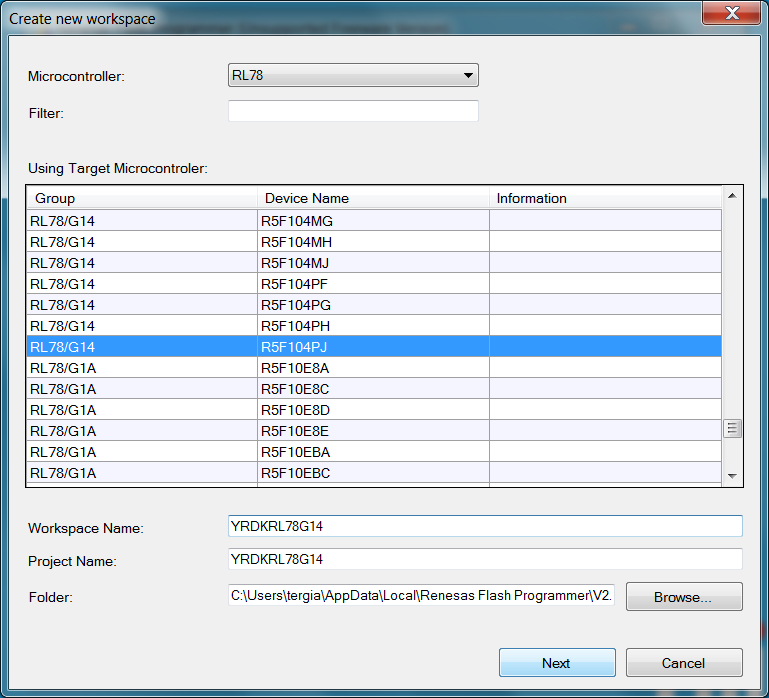 Create new workspace
Microcontroller: RL78
Filter:
Using Target Microcontroler:
Group Device Name Information
RL78/G14 R5F104MG
RL78/G14 R5F104MH
RL78/G14 R5F104MJ
RL78/G14 R5F104PF
RL78/G14 R5F104PG
RL78/G14 R5F104PH
RL78/G14 R5F104PJ
RL78/G1A R5F10E8A
RL78/G1A R5F10E8C
RL78/G1A R5F10E8D
RL78/G1A R5F10E8E
RL78/G1A R5F10EBA
RL78/G1A R5F10EBC
Workspace Name: YRDKRL78G14
Project Name: YRDKRL78G14
Folder: C:\Users\tergia\AppData\Local\Renesas Flash Programmer\V2. Browse...
Next Cancel